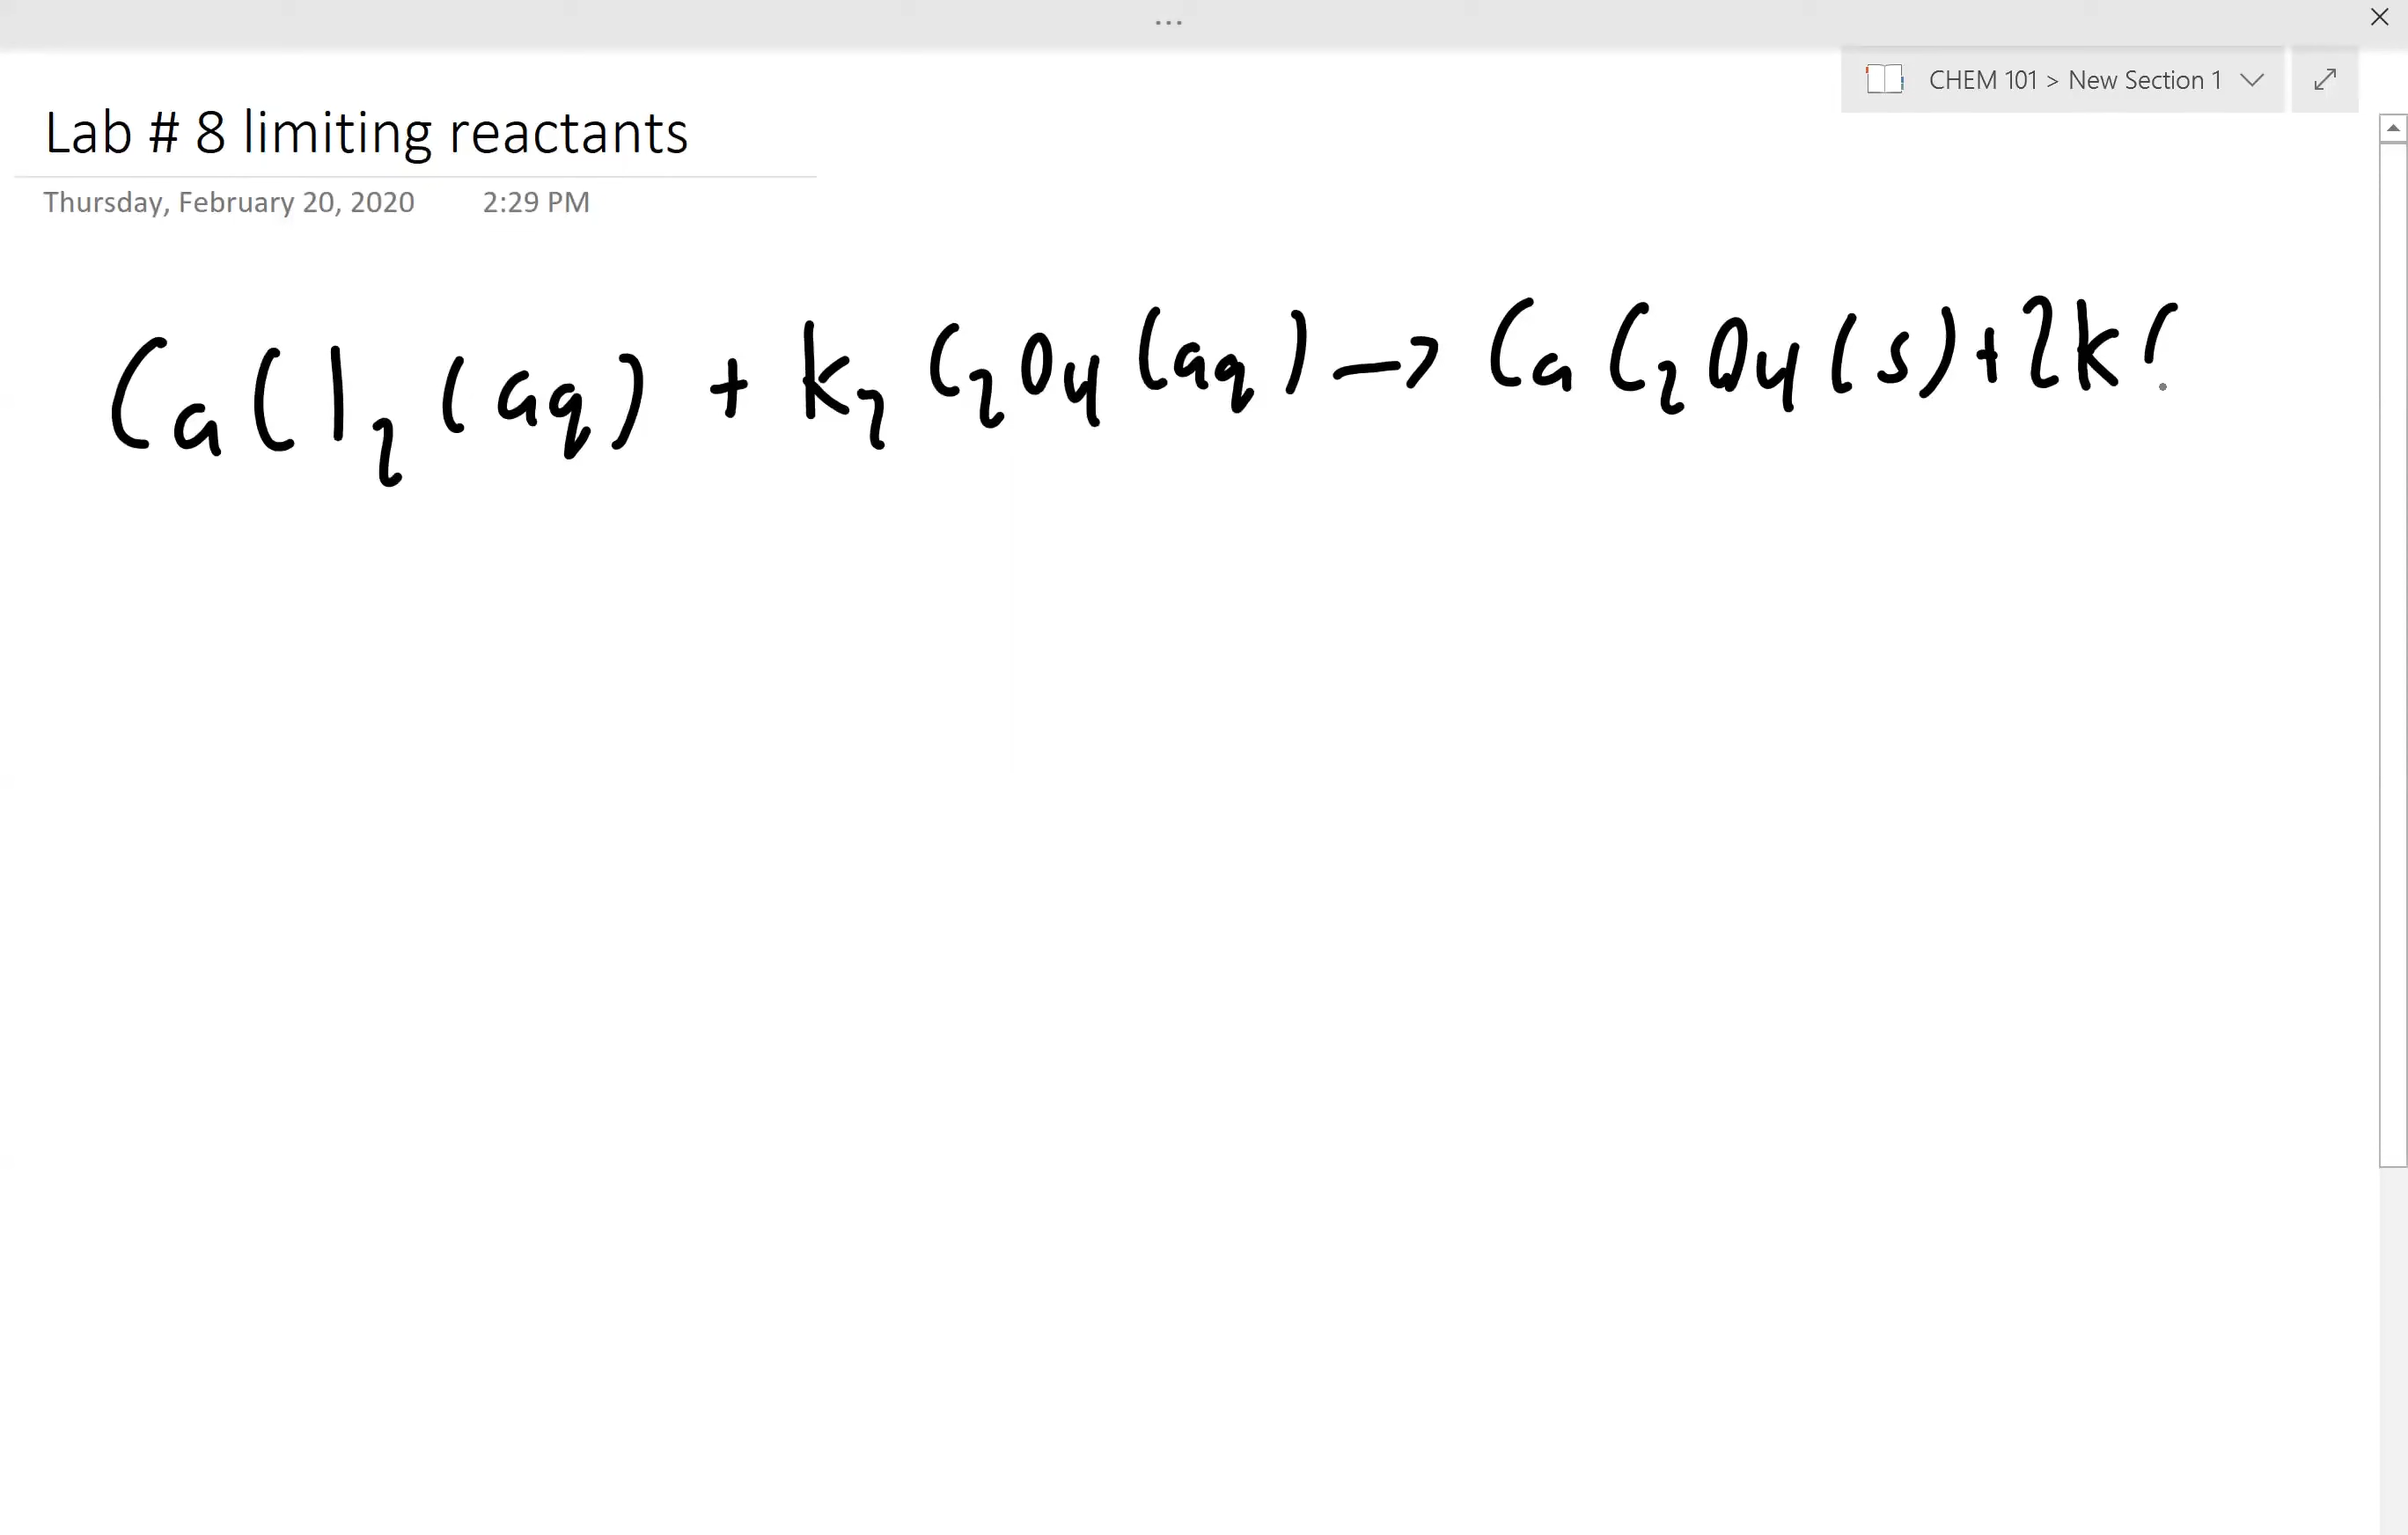 CHEM 101 > New Section 1
Lab # 8 limiting reactants
Thursday, February 20, 2020 2:29 PM
CaCl₂ (aq) + K₂C₂O₄ (aq) → CaC₂O₄ (s) + 2KC